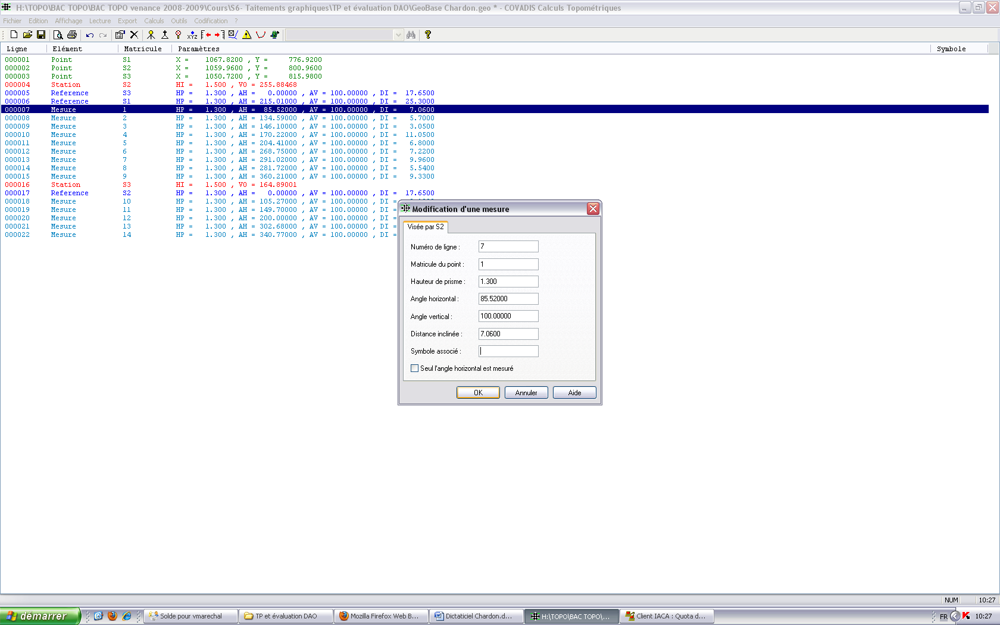 H:\TOPO\BAC TOPO\BAC TOPO venance 2008-2009\Cours\S6- Taitements graphiques\TP et évaluation DAO\GeoBase Chardon.geo * - COVADIS Calculs Topométriques
Fichier Edition Affichage Lecture Export Calculs Outils Codification ?
Ligne Elément Matricule Paramètres Symbole
000001 Point S1 X = 1067.8200 , Y = 776.9200
000002 Point S2 X = 1059.9600 , Y = 800.9600
000003 Point S3 X = 1050.7200 , Y = 815.9800
000004 Station S2 HI = 1.500 , V0 = 255.88468
000005 Reference S3 HP = 1.300 , AH = 0.00000 , AV = 100.00000 , DI = 17.6500
000006 Reference S1 HP = 1.300 , AH = 215.01000 , AV = 100.00000 , DI = 25.3000
000007 Mesure 1 HP = 1.300 , AH = 85.52000 , AV = 100.00000 , DI = 7.0600
000008 Mesure 2 HP = 1.300 , AH = 134.59000 , AV = 100.00000 , DI = 5.7000
000009 Mesure 3 HP = 1.300 , AH = 146.10000 , AV = 100.00000 , DI = 3.0500
000010 Mesure 4 HP = 1.300 , AH = 170.22000 , AV = 100.00000 , DI = 11.0500
000011 Mesure 5 HP = 1.300 , AH = 204.41000 , AV = 100.00000 , DI = 6.8000
000012 Mesure 6 HP = 1.300 , AH = 268.75000 , AV = 100.00000 , DI = 7.2200
000013 Mesure 7 HP = 1.300 , AH = 291.02000 , AV = 100.00000 , DI = 9.9600
000014 Mesure 8 HP = 1.300 , AH = 281.72000 , AV = 100.00000 , DI = 5.5400
000015 Mesure 9 HP = 1.300 , AH = 360.21000 , AV = 100.00000 , DI = 9.3300
000016 Station S3 HI = 1.500 , V0 = 164.89001
000017 Reference S2 HP = 1.300 , AH = 0.00000 , AV = 100.00000 , DI = 17.6500
000018 Mesure 10 HP = 1.300 , AH = 105.27000 , AV = 100.00000 , DI =
000019 Mesure 11 HP = 1.300 , AH = 149.70000 , AV = 100.00000 , DI =
000020 Mesure 12 HP = 1.300 , AH = 200.00000 , AV = 100.00000 , DI =
000021 Mesure 13 HP = 1.300 , AH = 302.68000 , AV = 100.00000 , DI =
000022 Mesure 14 HP = 1.300 , AH = 340.77000 , AV = 100.00000 , DI =
Modification d'une mesure
Visée par S2
Numéro de ligne : 7
Matricule du point : 1
Hauteur de prisme : 1.300
Angle horizontal : 85.52000
Angle vertical : 100.00000
Distance inclinée : 7.0600
Symbole associé :
Seul l'angle horizontal est mesuré
OK Annuler Aide
NUM 10:27
démarrer Solde pour vmarechal TP et évaluation DAO Mozilla Firefox Web B... Dictaticiel Chardon.d... H:\TOPO\BAC TOPO\... Client IACA : Quota d... FR 10:27